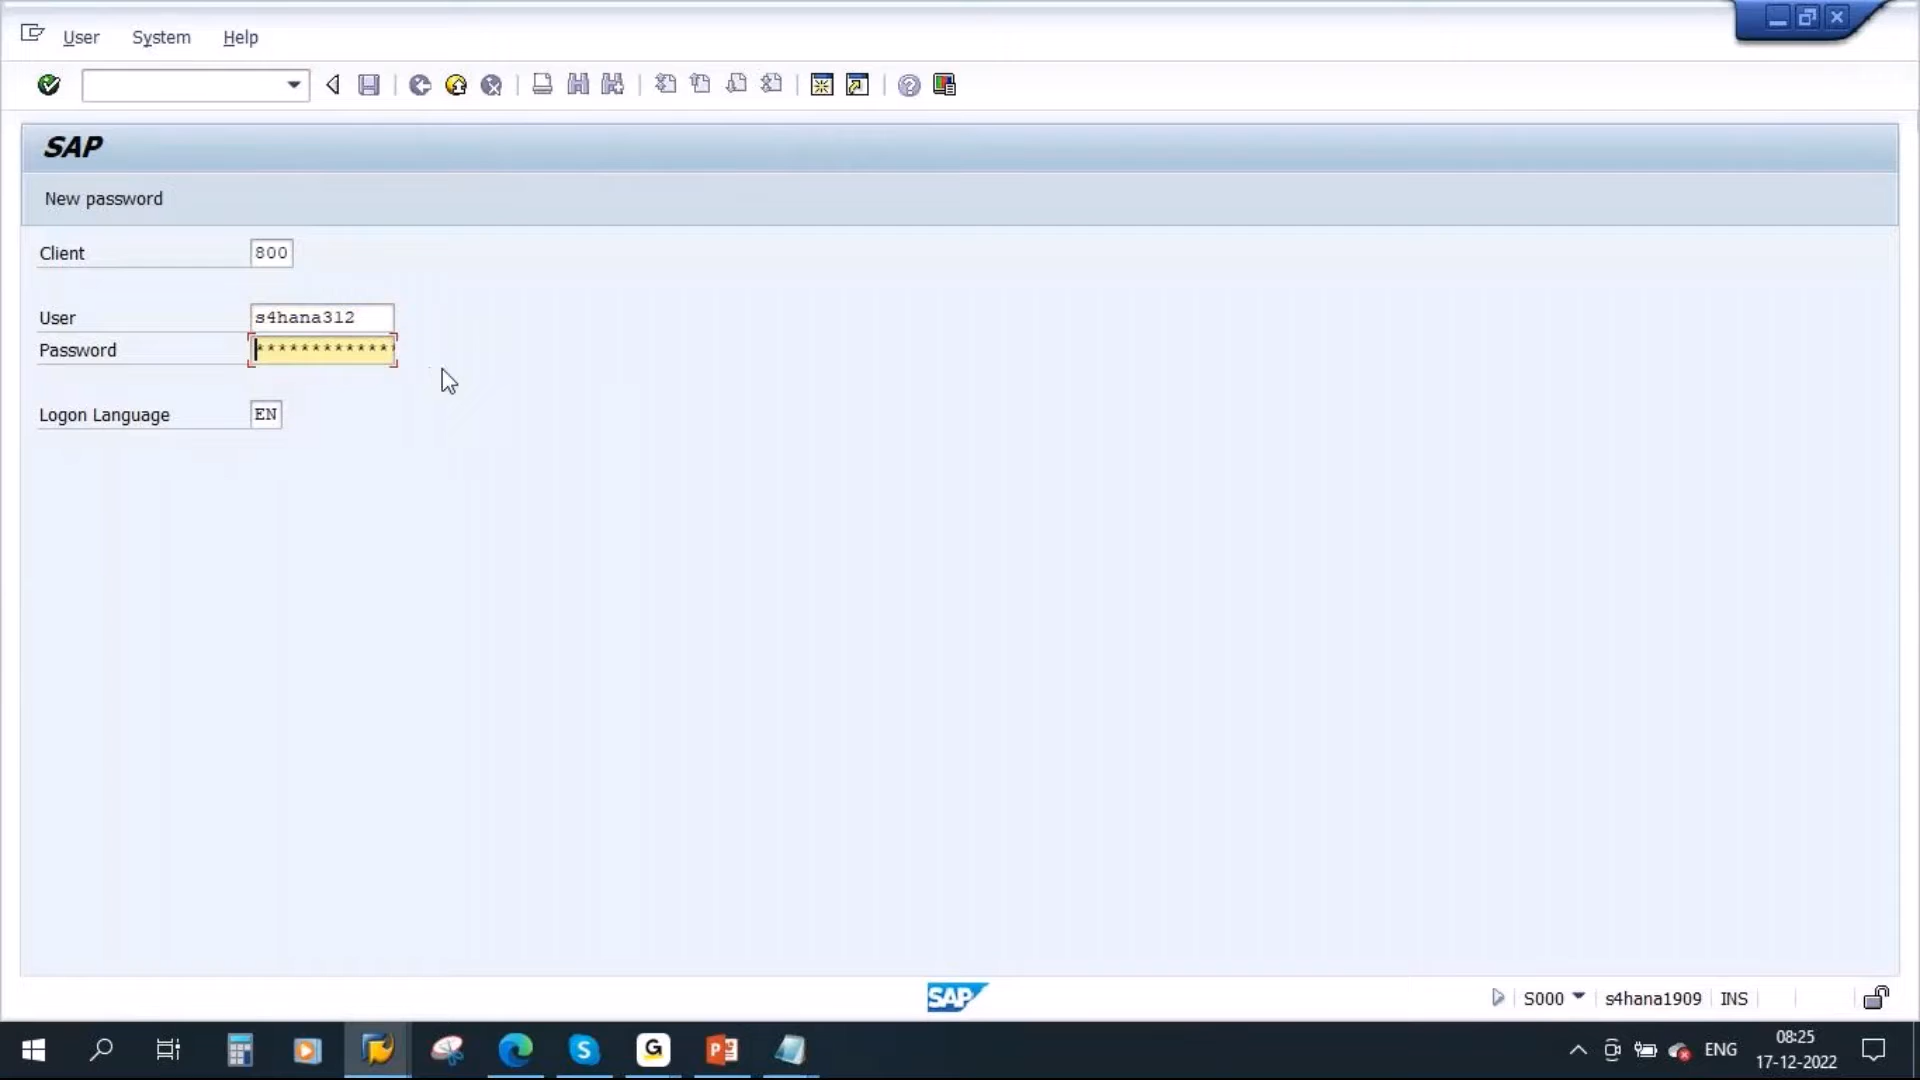 User System Help
SAP
New password
Client 800
User s4hana312
Password *************
Logon Language EN
SAP S000 s4hana1909 INS
S G P ENG 08:25
17-12-2022